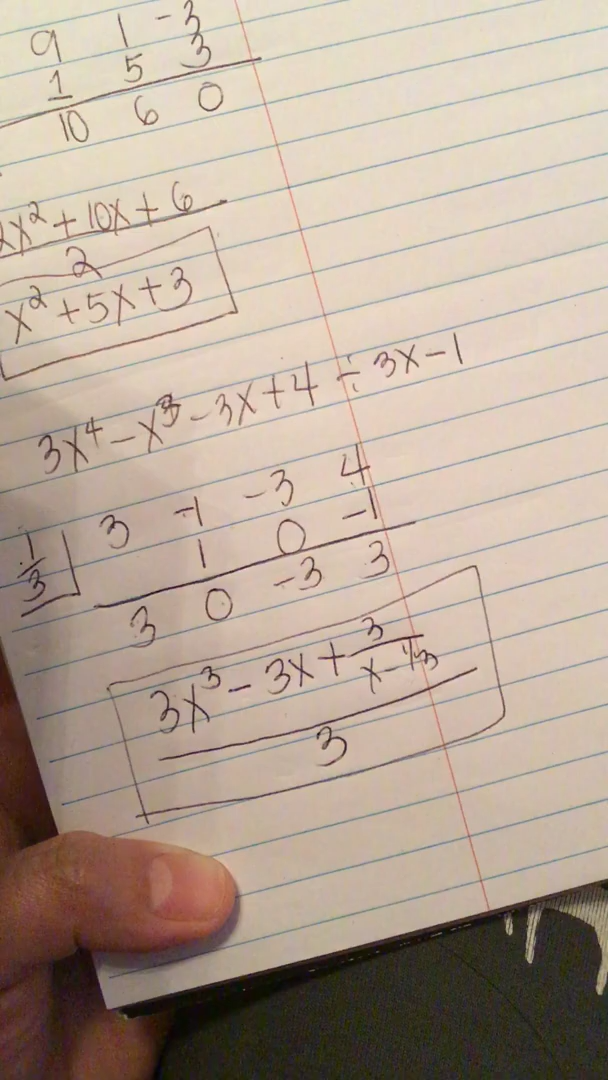 9 1 -3
1 5 3
10 6 0
2x² + 10x + 6
2
x² + 5x + 3
3x⁴ - x³ - 3x + 4 ÷ 3x - 1
3 -1 -3 4
1/3 1 0 -1
3 0 -3 3
3x³ - 3x + 3/(x - 1/3)
3